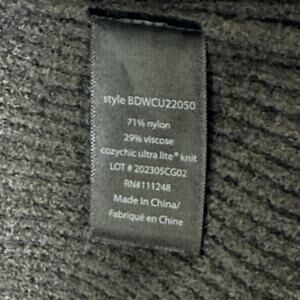 style BDWCU22050
71% nylon
29% viscose
cozychic ultra lite® knit
LOT # 202305CG02
RN#111248
Made In China/
Fabriqué en Chine